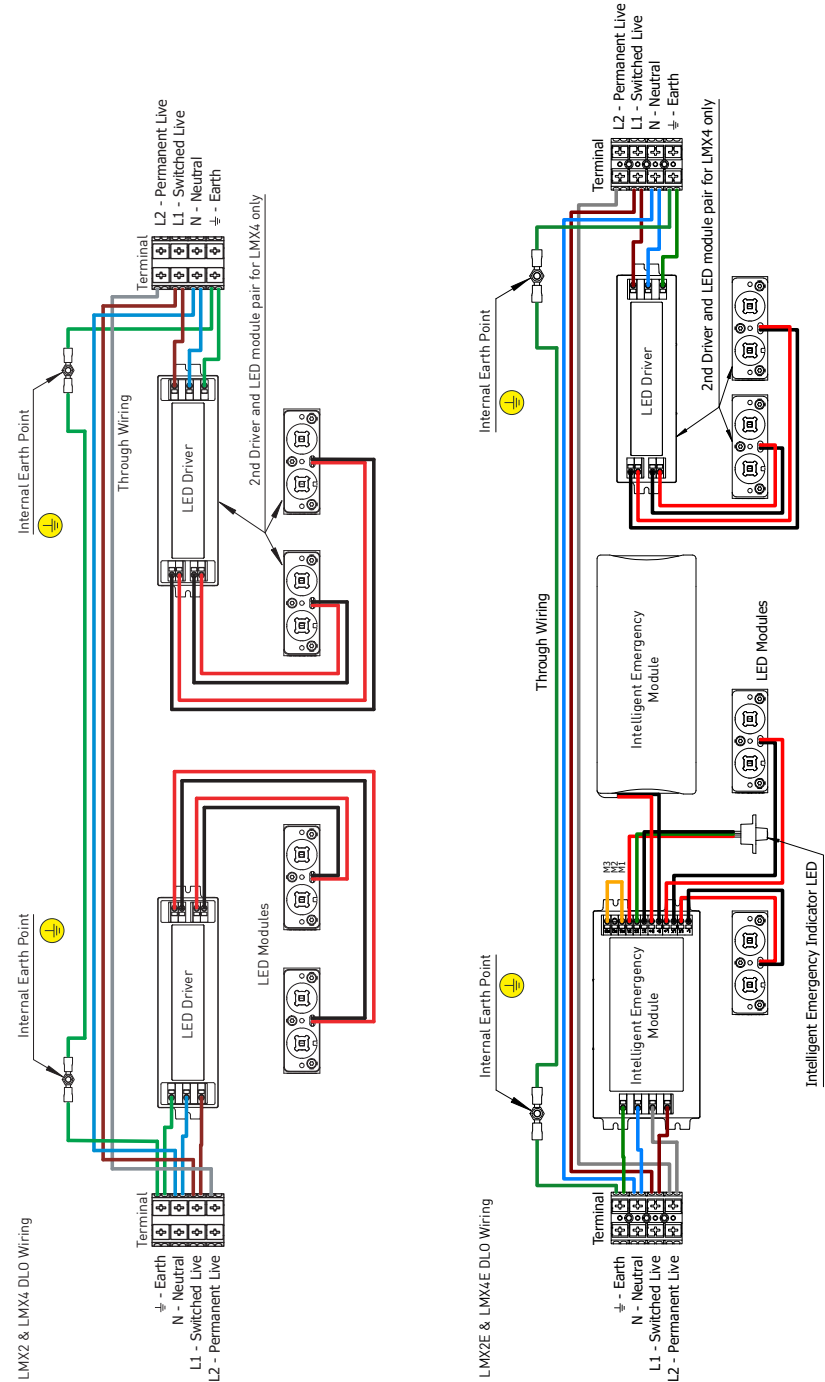 LMX2 & LMX4 DLO Wiring
Internal Earth Point
Internal Earth Point
Terminal
⏚ - Earth
N - Neutral
L1 - Switched Live
L2 - Permanent Live
LED Driver
LED Modules
Through Wiring
LED Driver
2nd Driver and LED module pair for LMX4 only
Terminal
L2 - Permanent Live
L1 - Switched Live
N - Neutral
⏚ - Earth
LMX2E & LMX4E DLO Wiring
Internal Earth Point
Internal Earth Point
Terminal
⏚ - Earth
N - Neutral
L1 - Switched Live
L2 - Permanent Live
Intelligent Emergency
Module
M3
M2
M1
Intelligent Emergency Indicator LED
LED Modules
Through Wiring
Intelligent Emergency
Module
LED Driver
2nd Driver and LED module pair for LMX4 only
Terminal
L2 - Permanent Live
L1 - Switched Live
N - Neutral
⏚ - Earth